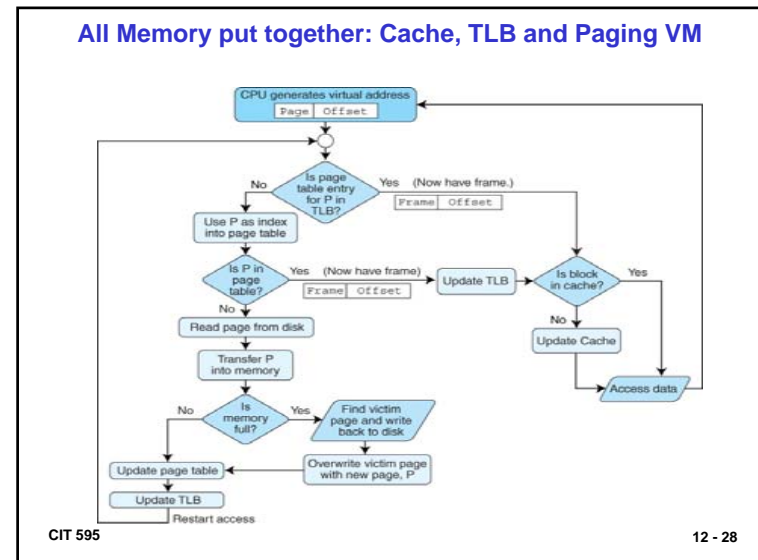 All Memory put together: Cache, TLB and Paging VM
CPU generates virtual address
Page Offset
Is page
table entry
for P in
TLB?
No
Yes (Now have frame.)
Frame Offset
Use P as index
into page table
Is P in
page
table?
Yes (Now have frame)
Frame Offset
Update TLB
Is block
in cache?
Yes
No
Read page from disk
No
Update Cache
Transfer P
into memory
Access data
Is
memory
full?
No
Yes
Find victim
page and write
back to disk
Update page table
Overwrite victim page
with new page, P
Update TLB
Restart access
CIT 595
12 - 28